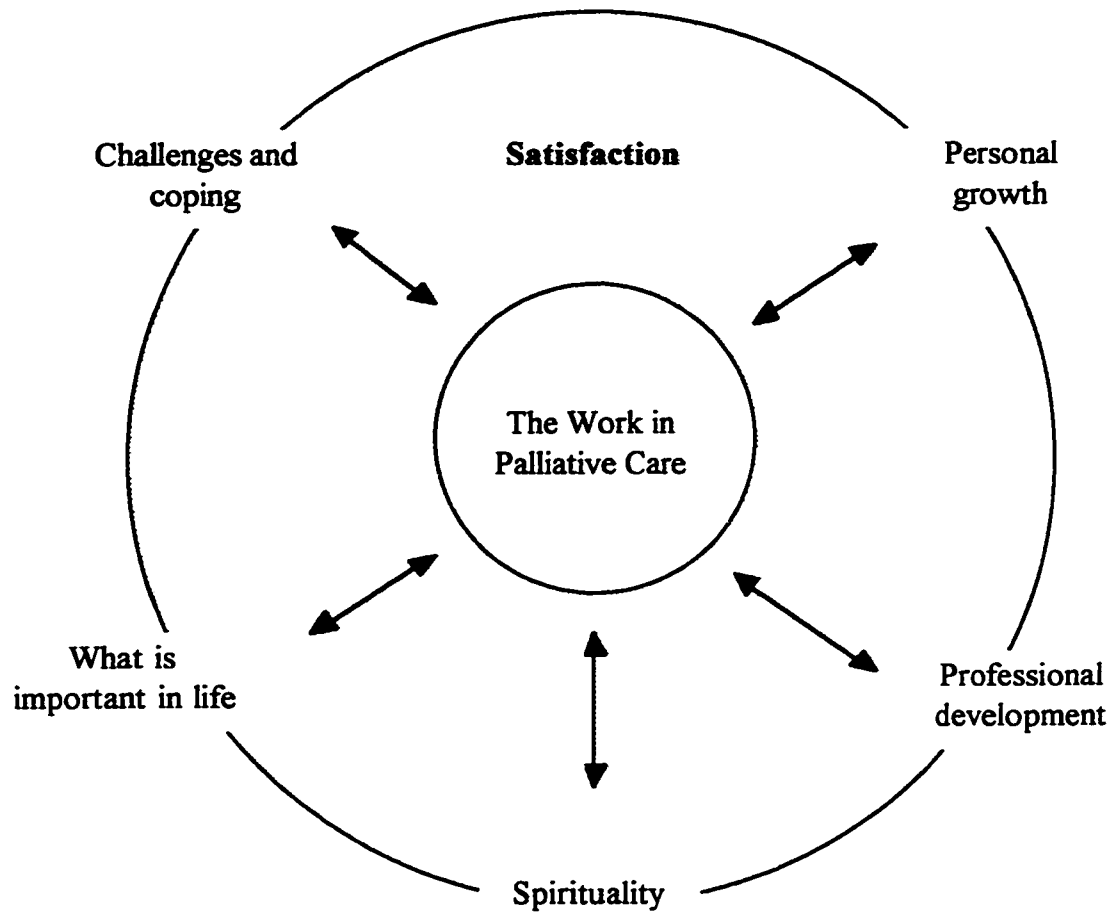 Challenges and
coping
Satisfaction
Personal
growth
The Work in
Palliative Care
What is
important in life
Professional
development
Spirituality